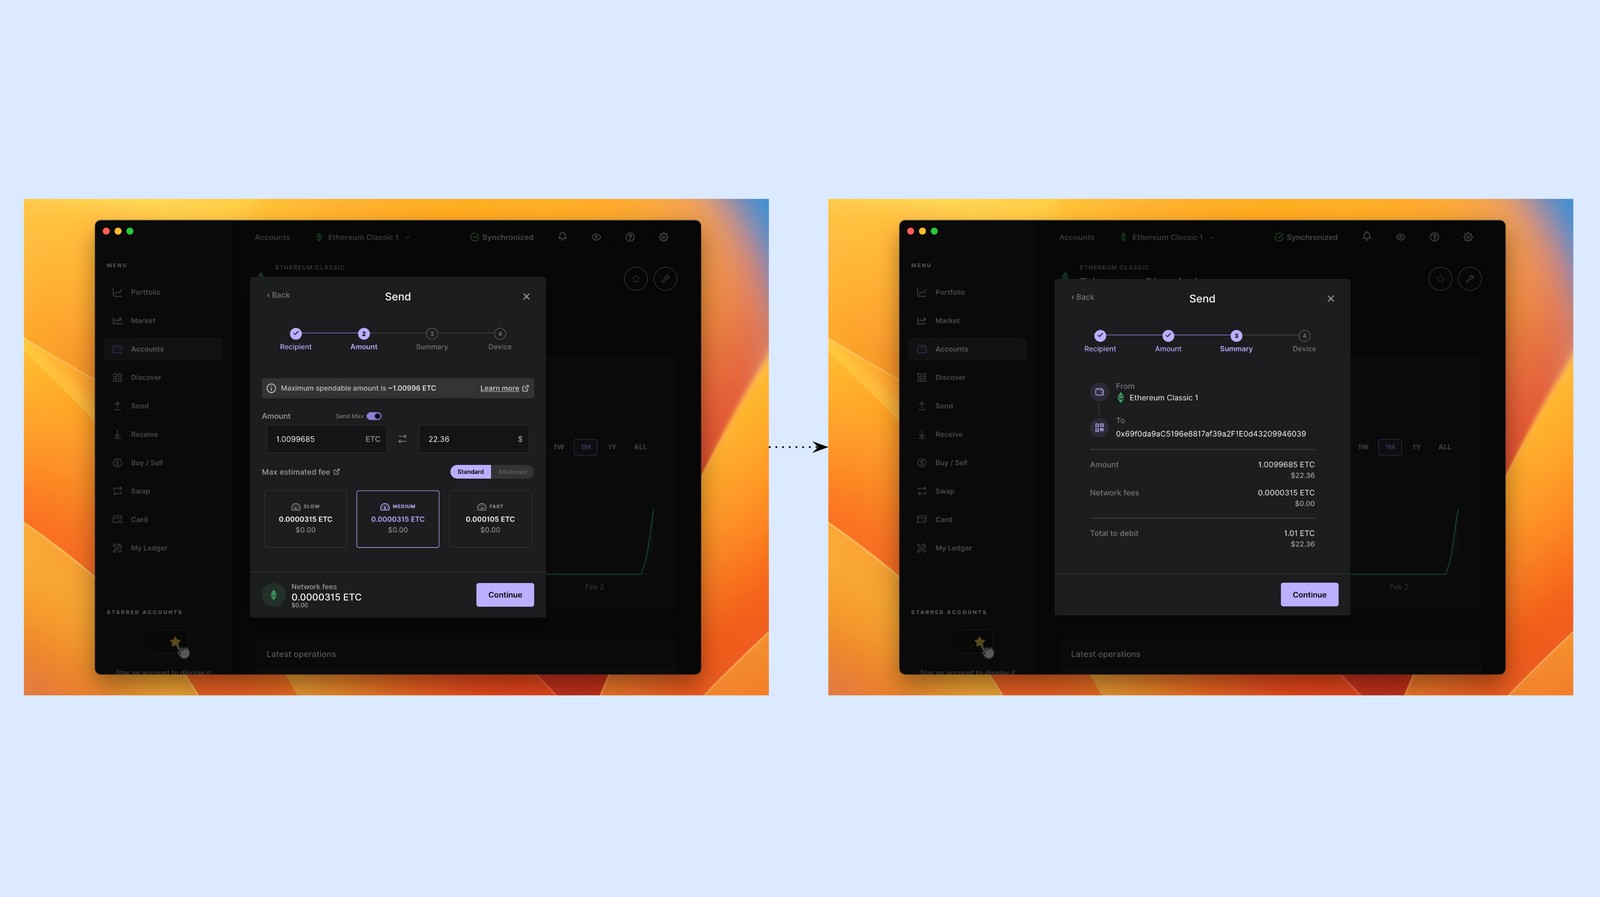 Accounts
Ethereum Classic 1
Synchronized
MENU
ETHEREUM CLASSIC
Portfolio
Market
Accounts
Discover
Send
Receive
Buy / Sell
Swap
Card
My Ledger
STARRED ACCOUNTS
Star an account to display it
Back
Send
2
3
4
Recipient
Amount
Summary
Device
Maximum spendable amount is ~1.00996 ETC
Learn more
Amount
Send Max
1.0099685
ETC
22.36
$
Max estimated fee
Standard
Advanced
SLOW
0.0000315 ETC
$0.00
MEDIUM
0.0000315 ETC
$0.00
FAST
0.000105 ETC
$0.00
Network fees
0.0000315 ETC
$0.00
Continue
1W
1M
1Y
ALL
Feb 2
Latest operations
Accounts
Ethereum Classic 1
Synchronized
MENU
ETHEREUM CLASSIC
Portfolio
Market
Accounts
Discover
Send
Receive
Buy / Sell
Swap
Card
My Ledger
STARRED ACCOUNTS
Star an account to display it
Back
Send
3
4
Recipient
Amount
Summary
Device
From
Ethereum Classic 1
To
0x69f0da9aC5196e8817af39a2F1E0d43209946039
Amount
1.0099685 ETC
$22.36
Network fees
0.0000315 ETC
$0.00
Total to debit
1.01 ETC
$22.36
Continue
1W
1M
1Y
ALL
Feb 2
Latest operations